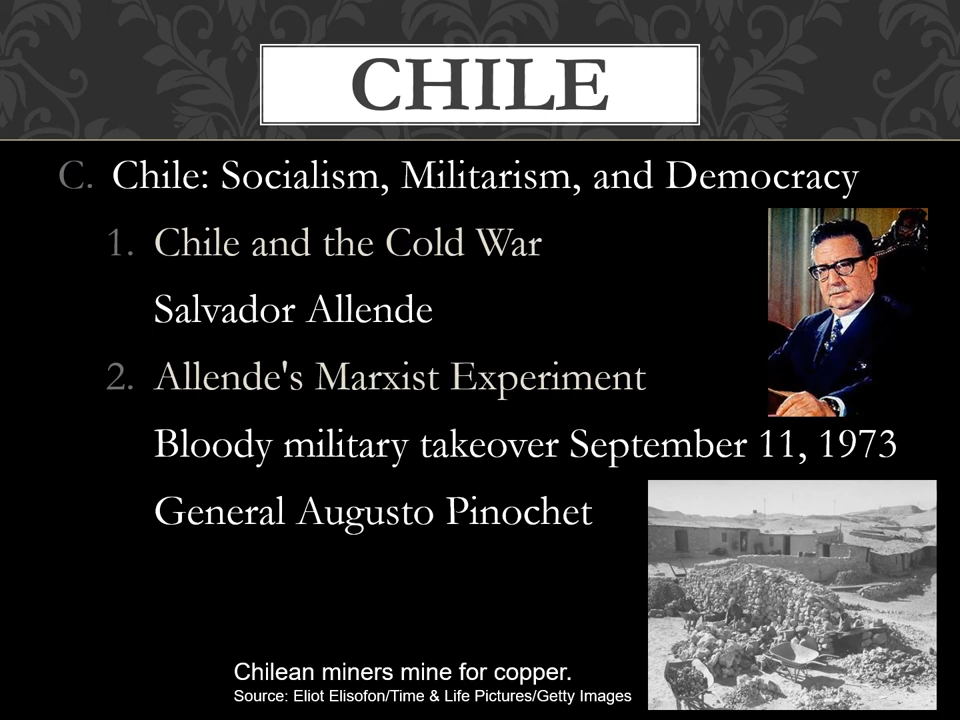 CHILE
C. Chile: Socialism, Militarism, and Democracy
1. Chile and the Cold War
Salvador Allende
2. Allende's Marxist Experiment
Bloody military takeover September 11, 1973
General Augusto Pinochet
Chilean miners mine for copper.
Source: Eliot Elisofon/Time & Life Pictures/Getty Images